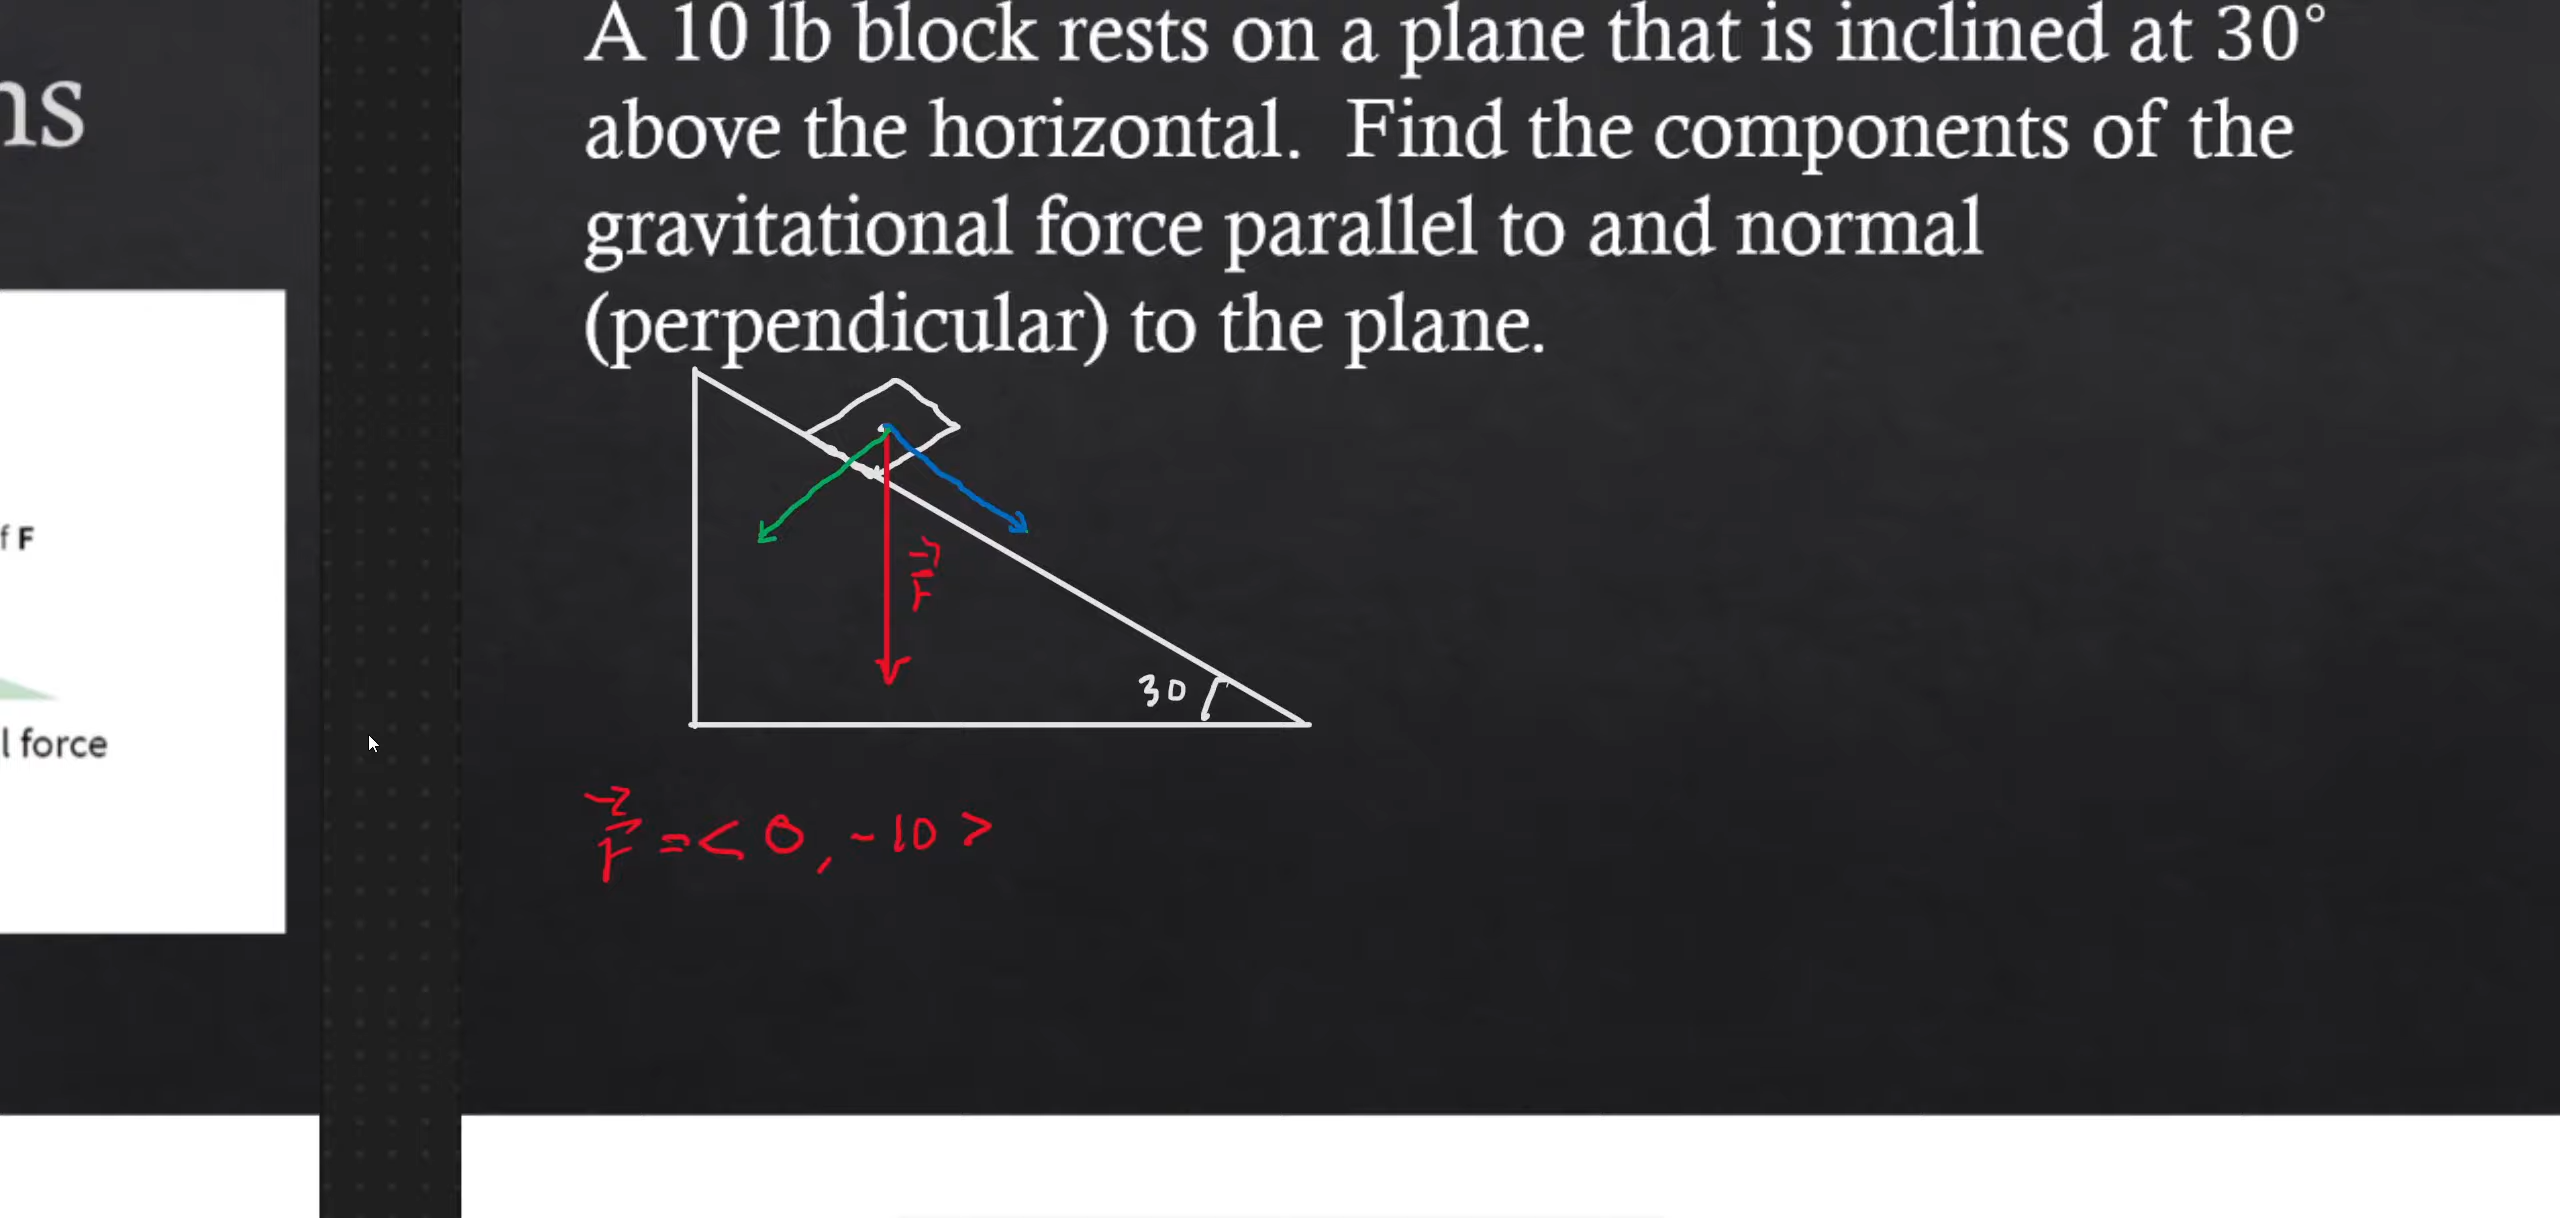 ns
f F
l force
A 10 lb block rests on a plane that is inclined at 30°
above the horizontal.  Find the components of the
gravitational force parallel to and normal
(perpendicular) to the plane.
F
30
F = < 0, -10 >